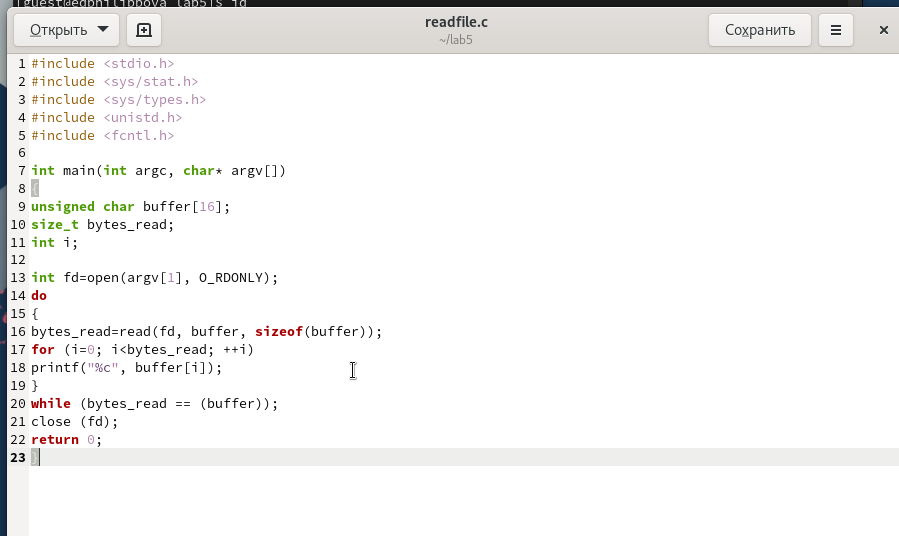 [guest@edphilippova lab5]$ id
Открыть
readfile.c
~/lab5
Сохранить
1 #include <stdio.h>
2 #include <sys/stat.h>
3 #include <sys/types.h>
4 #include <unistd.h>
5 #include <fcntl.h>
6
7 int main(int argc, char* argv[])
8 {
9 unsigned char buffer[16];
10 size_t bytes_read;
11 int i;
12
13 int fd=open(argv[1], O_RDONLY);
14 do
15 {
16 bytes_read=read(fd, buffer, sizeof(buffer));
17 for (i=0; i<bytes_read; ++i)
18 printf("%c", buffer[i]);
19 }
20 while (bytes_read == (buffer));
21 close (fd);
22 return 0;
23 }